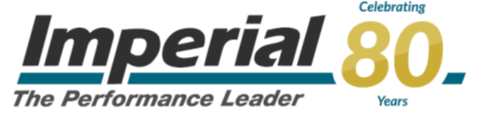 Imperial
The Performance Leader
Celebrating
80
Years